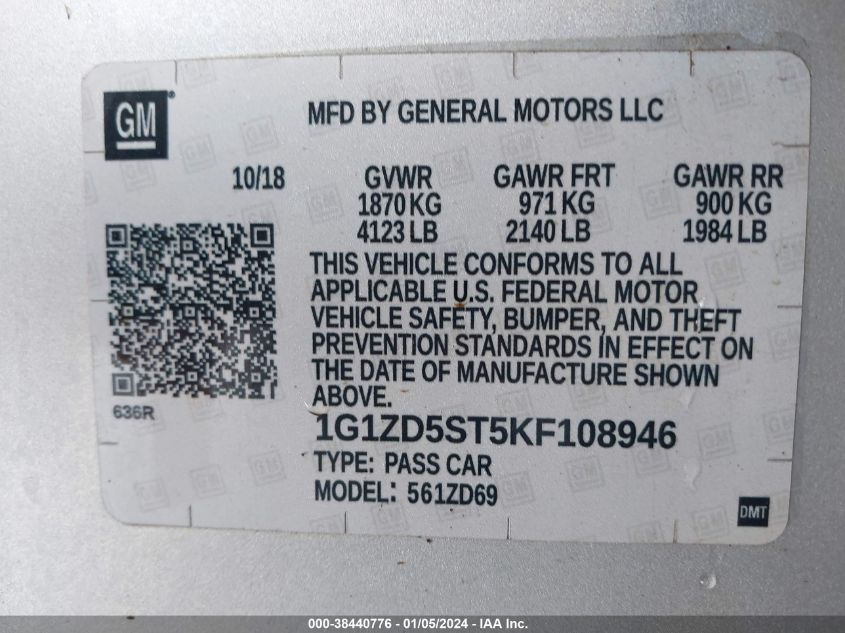 GM®
MFD BY GENERAL MOTORS LLC
10/18 GVWR GAWR FRT GAWR RR
1870 KG 971 KG 900 KG
4123 LB 2140 LB 1984 LB
THIS VEHICLE CONFORMS TO ALL
APPLICABLE U.S. FEDERAL MOTOR
VEHICLE SAFETY, BUMPER, AND THEFT
PREVENTION STANDARDS IN EFFECT ON
THE DATE OF MANUFACTURE SHOWN
ABOVE.
636R
1G1ZD5ST5KF108946
TYPE: PASS CAR
MODEL: 561ZD69
DMT
000-38440776 - 01/05/2024 - IAA Inc.